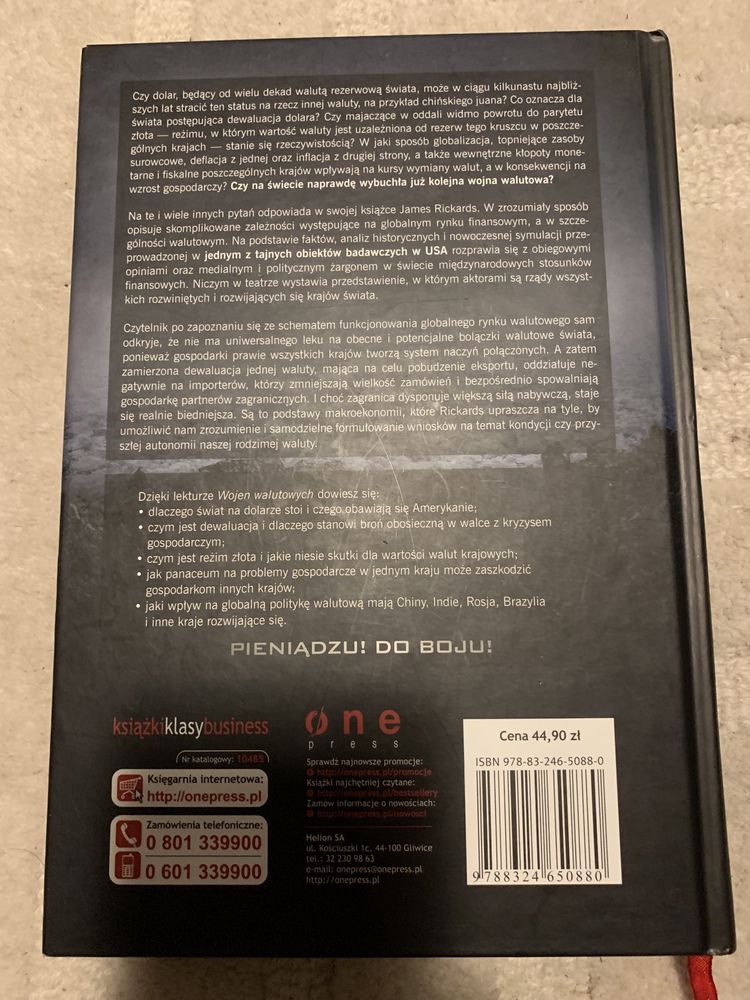 Czy dolar, będący od wielu dekad walutą rezerwową świata, może w ciągu kilkunastu najbliż-
szych lat stracić ten status na rzecz innej waluty, na przykład chińskiego juana? Co oznacza dla
świata postępująca dewaluacja dolara? Czy majaczące w oddali widmo powrotu do parytetu
złota — reżimu, w którym wartość waluty jest uzależniona od rezerw tego kruszcu w poszcze-
gólnych krajach — stanie się rzeczywistością? W jaki sposób globalizacja, topniejące zasoby
surowcowe, deflacja z jednej oraz inflacja z drugiej strony, a także wewnętrzne kłopoty mone-
tarne i fiskalne poszczególnych krajów wpływają na kursy wymiany walut, a w konsekwencji na
wzrost gospodarczy? Czy na świecie naprawdę wybuchła już kolejna wojna walutowa?
Na te i wiele innych pytań odpowiada w swojej książce James Rickards. W zrozumiały sposób
opisuje skomplikowane zależności występujące na globalnym rynku finansowym, a w szcze-
gólności walutowym. Na podstawie faktów, analiz historycznych i nowoczesnej symulacji prze-
prowadzonej w jednym z tajnych obiektów badawczych w USA rozprawia się z obiegowymi
opiniami oraz medialnym i politycznym żargonem w świecie międzynarodowych stosunków
finansowych. Niczym w teatrze wystawia przedstawienie, w którym aktorami są rządy wszyst-
kich rozwiniętych i rozwijających się krajów świata.
Czytelnik po zapoznaniu się ze schematem funkcjonowania globalnego rynku walutowego sam
odkryje, że nie ma uniwersalnego leku na obecne i potencjalne bolączki walutowe świata,
ponieważ gospodarki prawie wszystkich krajów tworzą system naczyń połączonych. A zatem
zamierzona dewaluacja jednej waluty, mająca na celu pobudzenie eksportu, oddziałuje ne-
gatywnie na importerów, którzy zmniejszają wielkość zamówień i bezpośrednio spowalniają
gospodarkę partnerów zagranicznych. I choć zagranica dysponuje większą siłą nabywczą, staje
się realnie biedniejsza. Są to podstawy makroekonomii, które Rickards upraszcza na tyle, by
umożliwić nam zrozumienie i samodzielne formułowanie wniosków na temat kondycji czy przy-
szłej autonomii naszej rodzimej waluty.
Dzięki lekturze Wojen walutowych dowiesz się:
• dlaczego świat na dolarze stoi i czego obawiają się Amerykanie;
• czym jest dewaluacja i dlaczego stanowi broń obosieczną w walce z kryzysem
gospodarczym;
• czym jest reżim złota i jakie niesie skutki dla wartości walut krajowych;
• jak panaceum na problemy gospodarcze w jednym kraju może zaszkodzić
gospodarkom innych krajów;
• jaki wpływ na globalną politykę walutową mają Chiny, Indie, Rosja, Brazylia
i inne kraje rozwijające się.
PIENIĄDZU! DO BOJU!
książkiklasybusiness
Nr katalogowy: 10485
Księgarnia internetowa:
http://onepress.pl
Zamówienia telefoniczne:
0 801 339900
0 601 339900
one
press
Sprawdź najnowsze promocje:
http://onepress.pl/promocje
Książki najchętniej czytane:
http://onepress.pl/bestsellery
Zamów informacje o nowościach:
http://onepress.pl/nowosci
Helion SA
ul. Kościuszki 1c, 44-100 Gliwice
tel.: 32 230 98 63
e-mail: onepress@onepress.pl
http://onepress.pl
Cena 44,90 zł
ISBN 978-83-246-5088-0
9 788324 650880